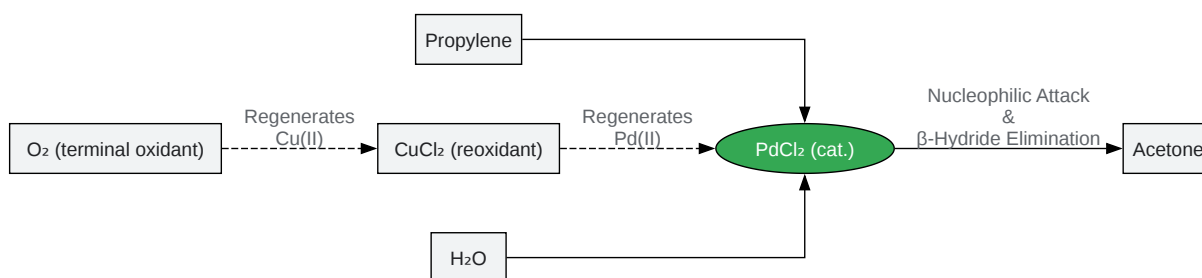 Propylene
O₂ (terminal oxidant)
Regenerates
Cu(II)
CuCl₂ (reoxidant)
Regenerates
Pd(II)
PdCl₂ (cat.)
Nucleophilic Attack
&
β-Hydride Elimination
Acetone
H₂O